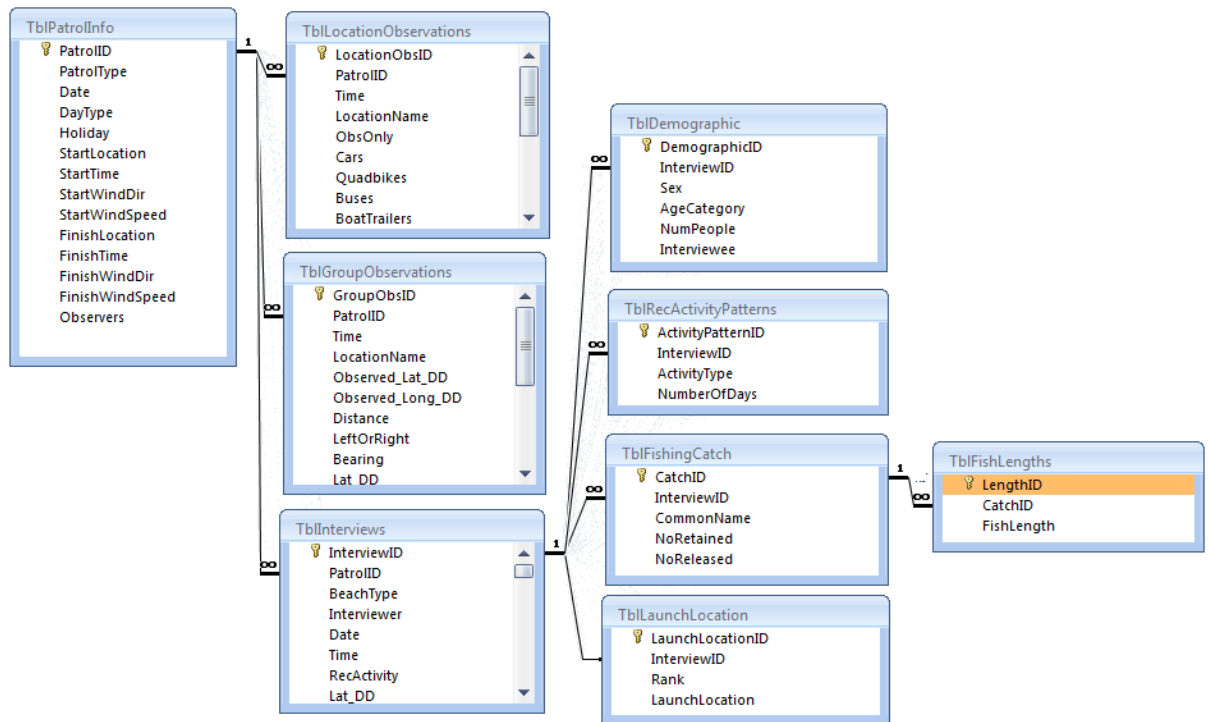 TblPatrolInfo
PatrolID
PatrolType
Date
DayType
Holiday
StartLocation
StartTime
StartWindDir
StartWindSpeed
FinishLocation
FinishTime
FinishWindDir
FinishWindSpeed
Observers
1
∞
∞
∞
TblLocationObservations
LocationObsID
PatrolID
Time
LocationName
ObsOnly
Cars
Quadbikes
Buses
BoatTrailers
TblGroupObservations
GroupObsID
PatrolID
Time
LocationName
Observed_Lat_DD
Observed_Long_DD
Distance
LeftOrRight
Bearing
Lat_DD
TblInterviews
InterviewID
PatrolID
BeachType
Interviewer
Date
Time
RecActivity
Lat_DD
1
∞
∞
∞
TblDemographic
DemographicID
InterviewID
Sex
AgeCategory
NumPeople
Interviewee
TblRecActivityPatterns
ActivityPatternID
InterviewID
ActivityType
NumberOfDays
TblFishingCatch
CatchID
InterviewID
CommonName
NoRetained
NoReleased
1
∞
TblLaunchLocation
LaunchLocationID
InterviewID
Rank
LaunchLocation
TblFishLengths
LengthID
CatchID
FishLength